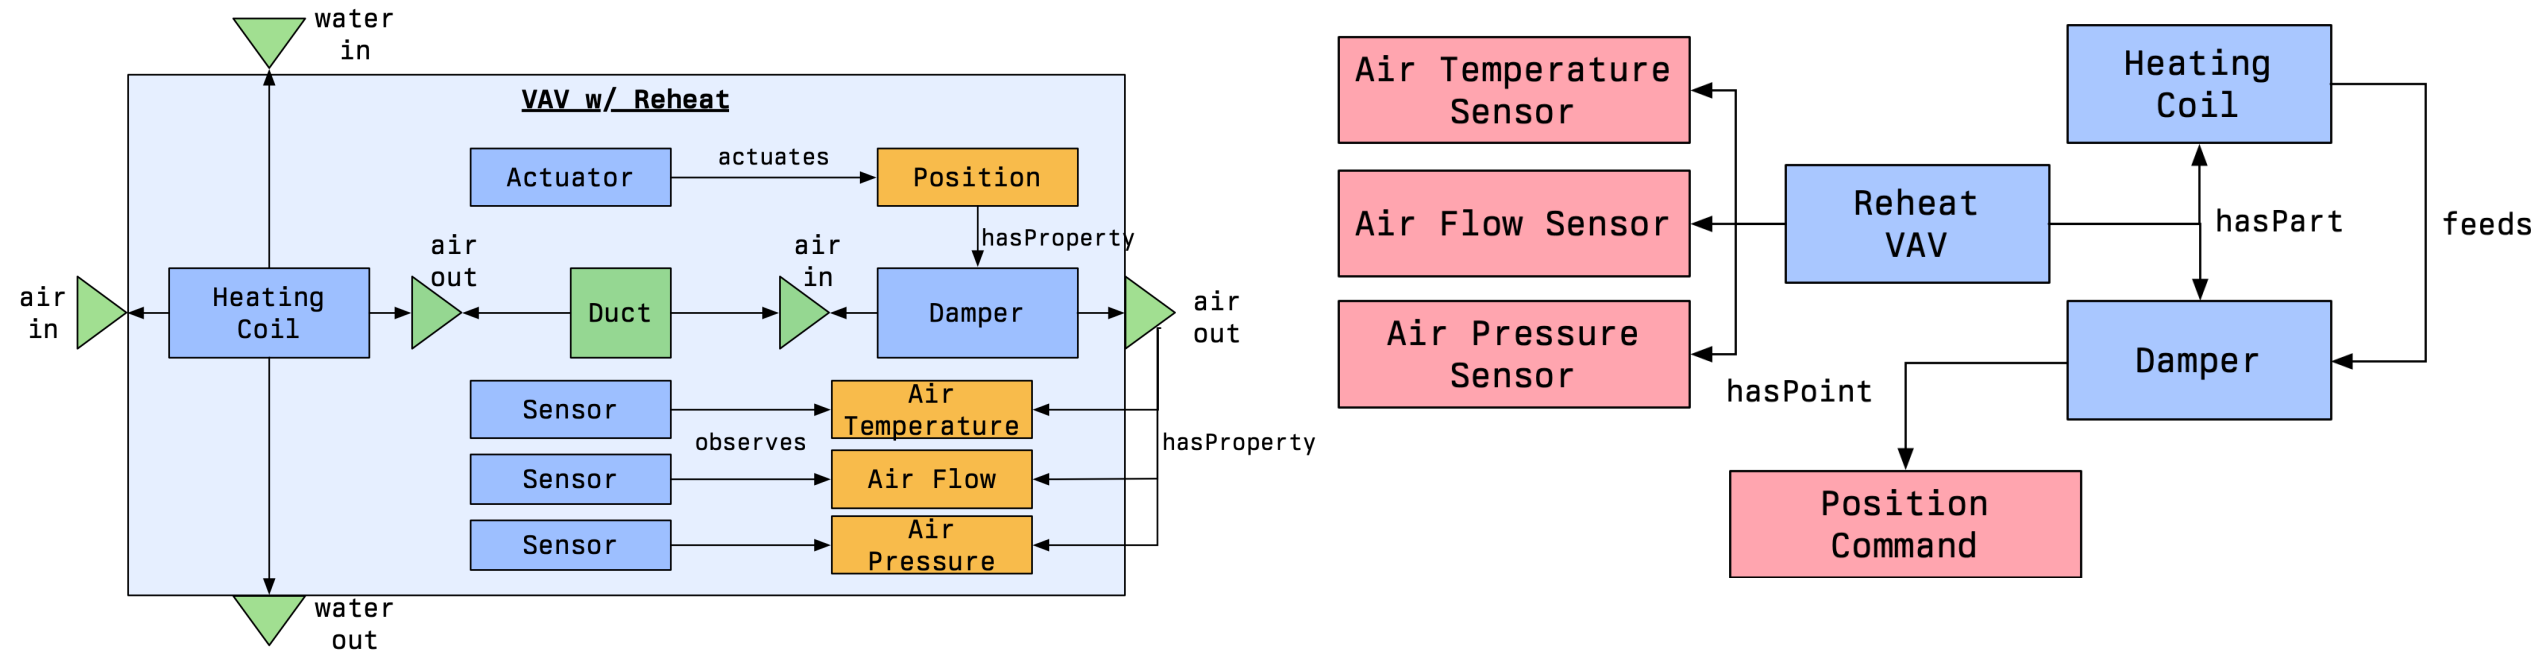 water
in
VAV w/ Reheat
Actuator
actuates
Position
hasProperty
air
in
Heating
Coil
air
out
Duct
air
in
Damper
air
out
Sensor
Air
Temperature
observes
hasProperty
Sensor
Air Flow
Sensor
Air
Pressure
water
out
Air Temperature
Sensor
Air Flow Sensor
Air Pressure
Sensor
hasPoint
Reheat
VAV
Heating
Coil
hasPart
feeds
Damper
Position
Command